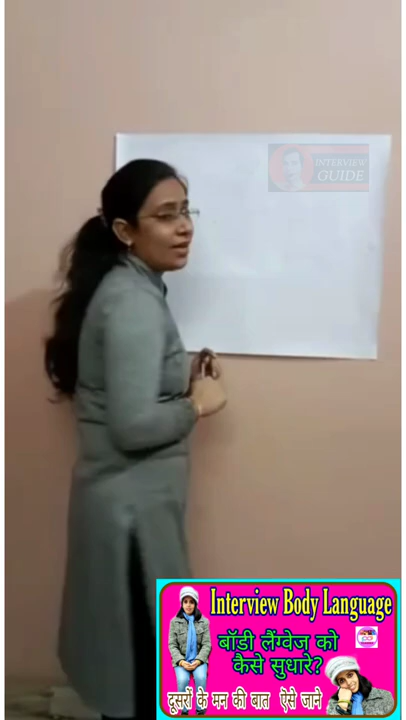 INTERVIEW
GUIDE
Interview Body Language
बॉडी लैंग्वेज को
कैसे सुधारे?
दूसरों के मन की बात ऐसे जाने